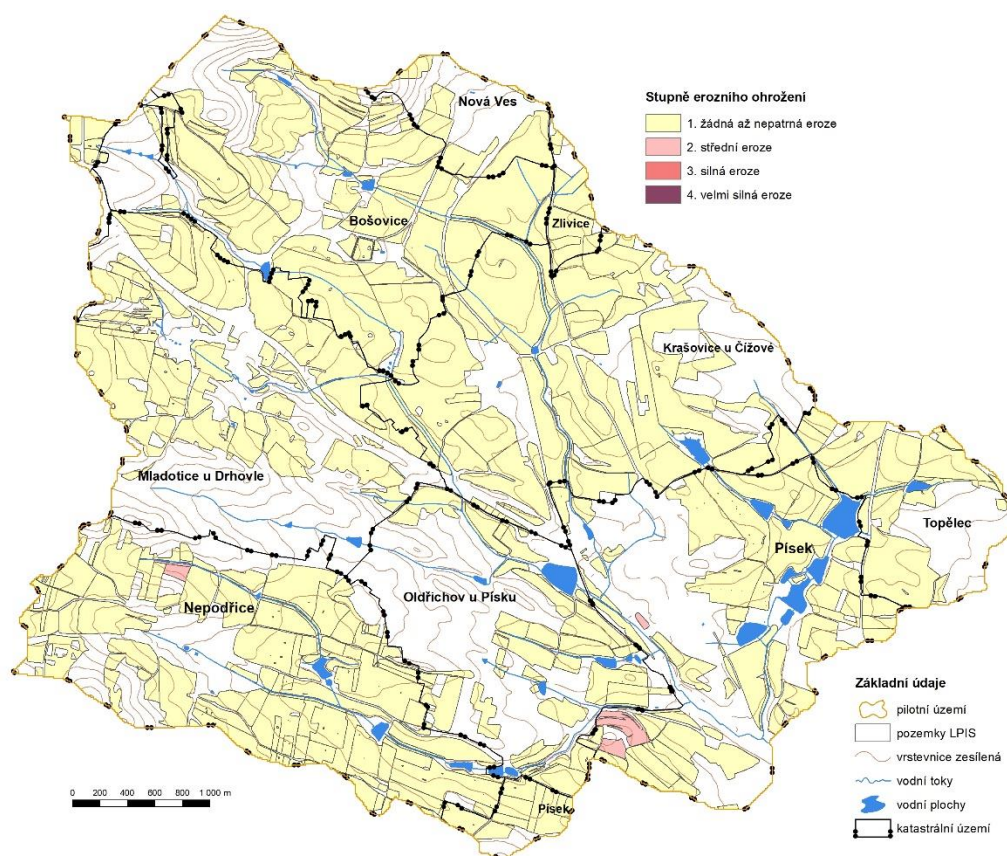 Nová Ves
Stupně erozního ohrožení
1. žádná až nepatrná eroze
2. střední eroze
3. silná eroze
4. velmi silná eroze
Bošovice
Zlivice
Krašovice u Čížové
Mladotice u Drhovle
Topělec
Písek
Nepodřice
Oldřichov u Písku
Základní údaje
pilotní území
pozemky LPIS
vrstevnice zesílená
vodní toky
vodní plochy
katastrální území
0 200 400 600 800 1 000 m
Písek